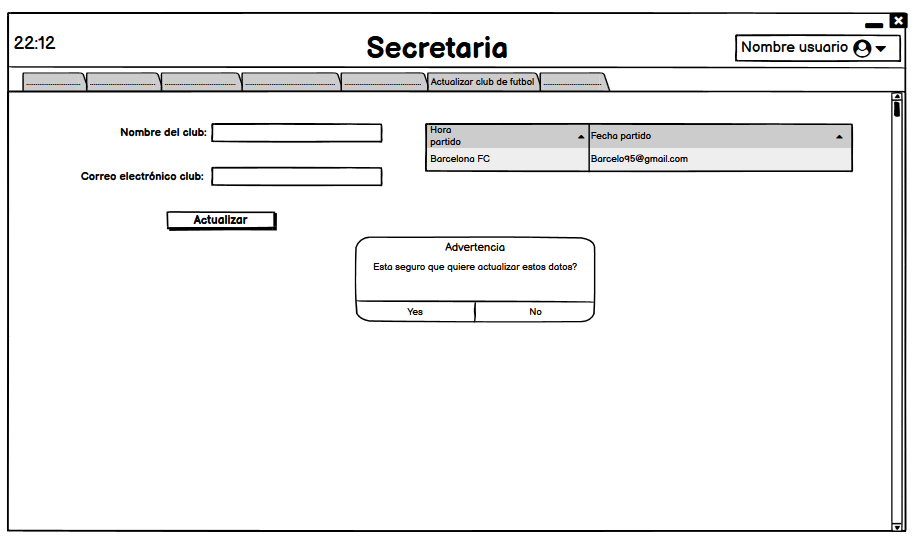 22:12
Secretaria
Nombre usuario
Actualizar club de futbol
Nombre del club:
Hora
partido
Fecha partido
Barcelona FC
Barcelo95@gmail.com
Correo electrónico club:
Actualizar
Advertencia
Esta seguro que quiere actualizar estos datos?
Yes
No